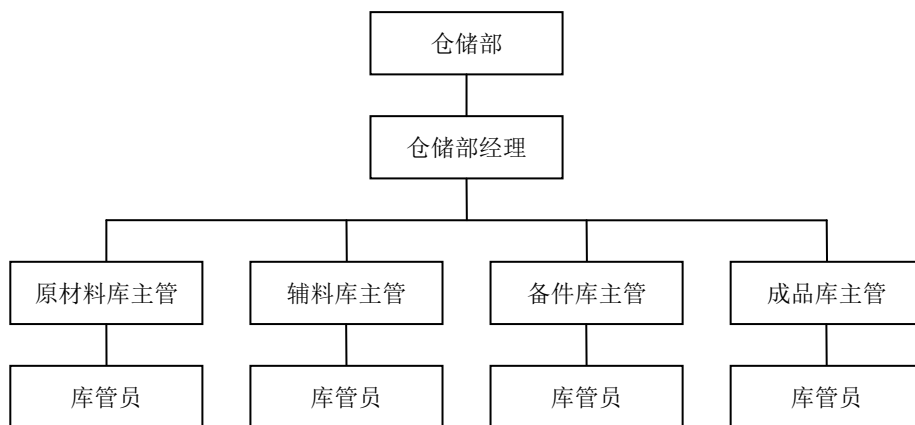 仓储部
仓储部经理
原材料库主管
辅料库主管
备件库主管
成品库主管
库管员
库管员
库管员
库管员